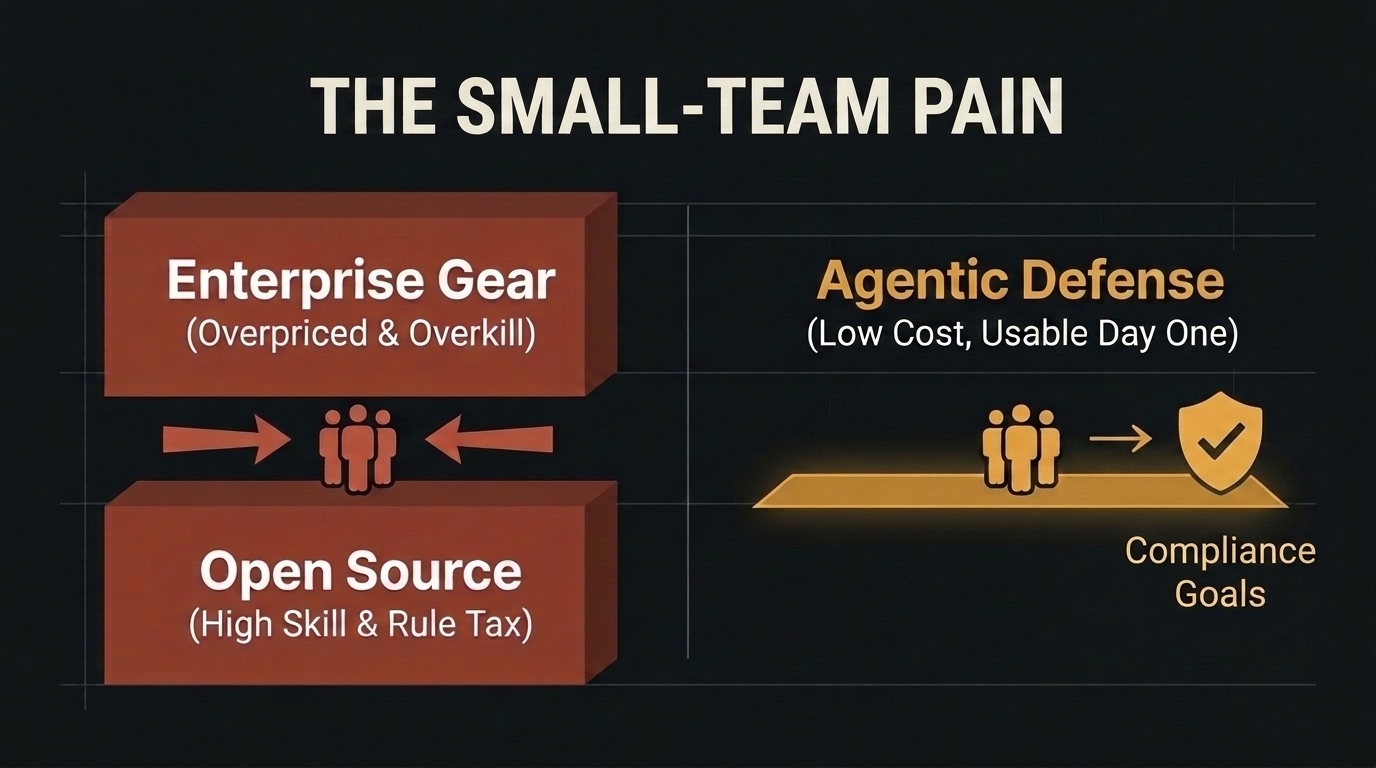 THE SMALL-TEAM PAIN
Enterprise Gear
(Overpriced & Overkill)
Open Source
(High Skill & Rule Tax)
Agentic Defense
(Low Cost, Usable Day One)
Compliance
Goals